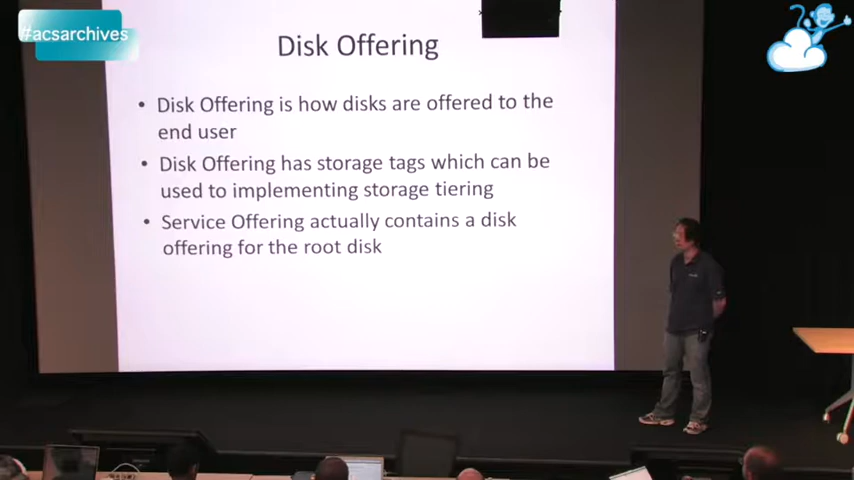 #acsarchives
Disk Offering
• Disk Offering is how disks are offered to the
end user
• Disk Offering has storage tags which can be
used to implementing storage tiering
• Service Offering actually contains a disk
offering for the root disk